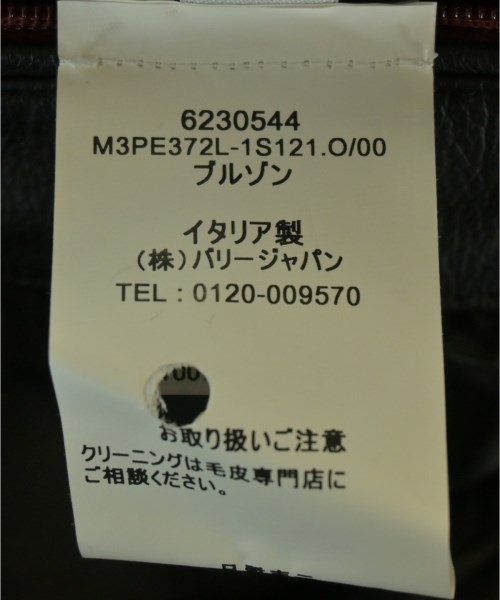 6230544
M3PE372L-1S121.O/00
ブルゾン
イタリア製
(株)バリージャパン
TEL : 0120-009570
お取り扱いご注意
クリーニングは毛皮専門店に
ご相談ください。